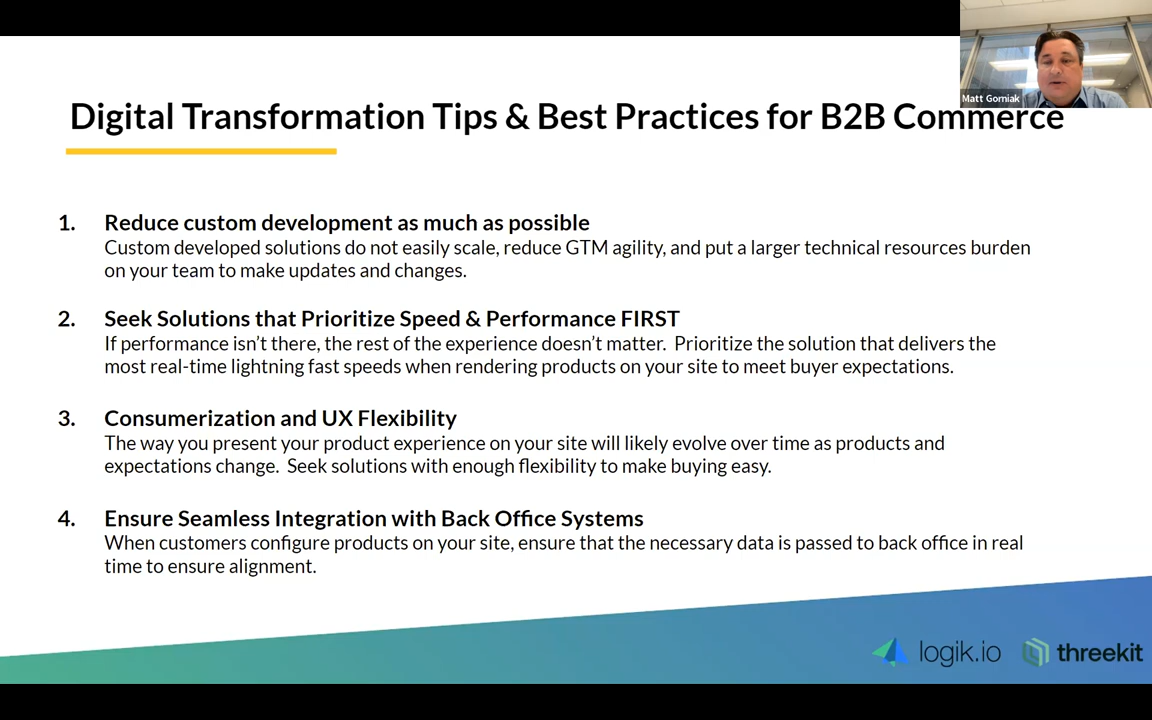 Matt Gorniak
Digital Transformation Tips & Best Practices for B2B Commerce
1. Reduce custom development as much as possible
Custom developed solutions do not easily scale, reduce GTM agility, and put a larger technical resources burden
on your team to make updates and changes.
2. Seek Solutions that Prioritize Speed & Performance FIRST
If performance isn’t there, the rest of the experience doesn’t matter.  Prioritize the solution that delivers the
most real-time lightning fast speeds when rendering products on your site to meet buyer expectations.
3. Consumerization and UX Flexibility
The way you present your product experience on your site will likely evolve over time as products and
expectations change.  Seek solutions with enough flexibility to make buying easy.
4. Ensure Seamless Integration with Back Office Systems
When customers configure products on your site, ensure that the necessary data is passed to back office in real
time to ensure alignment.
logik.io threekit